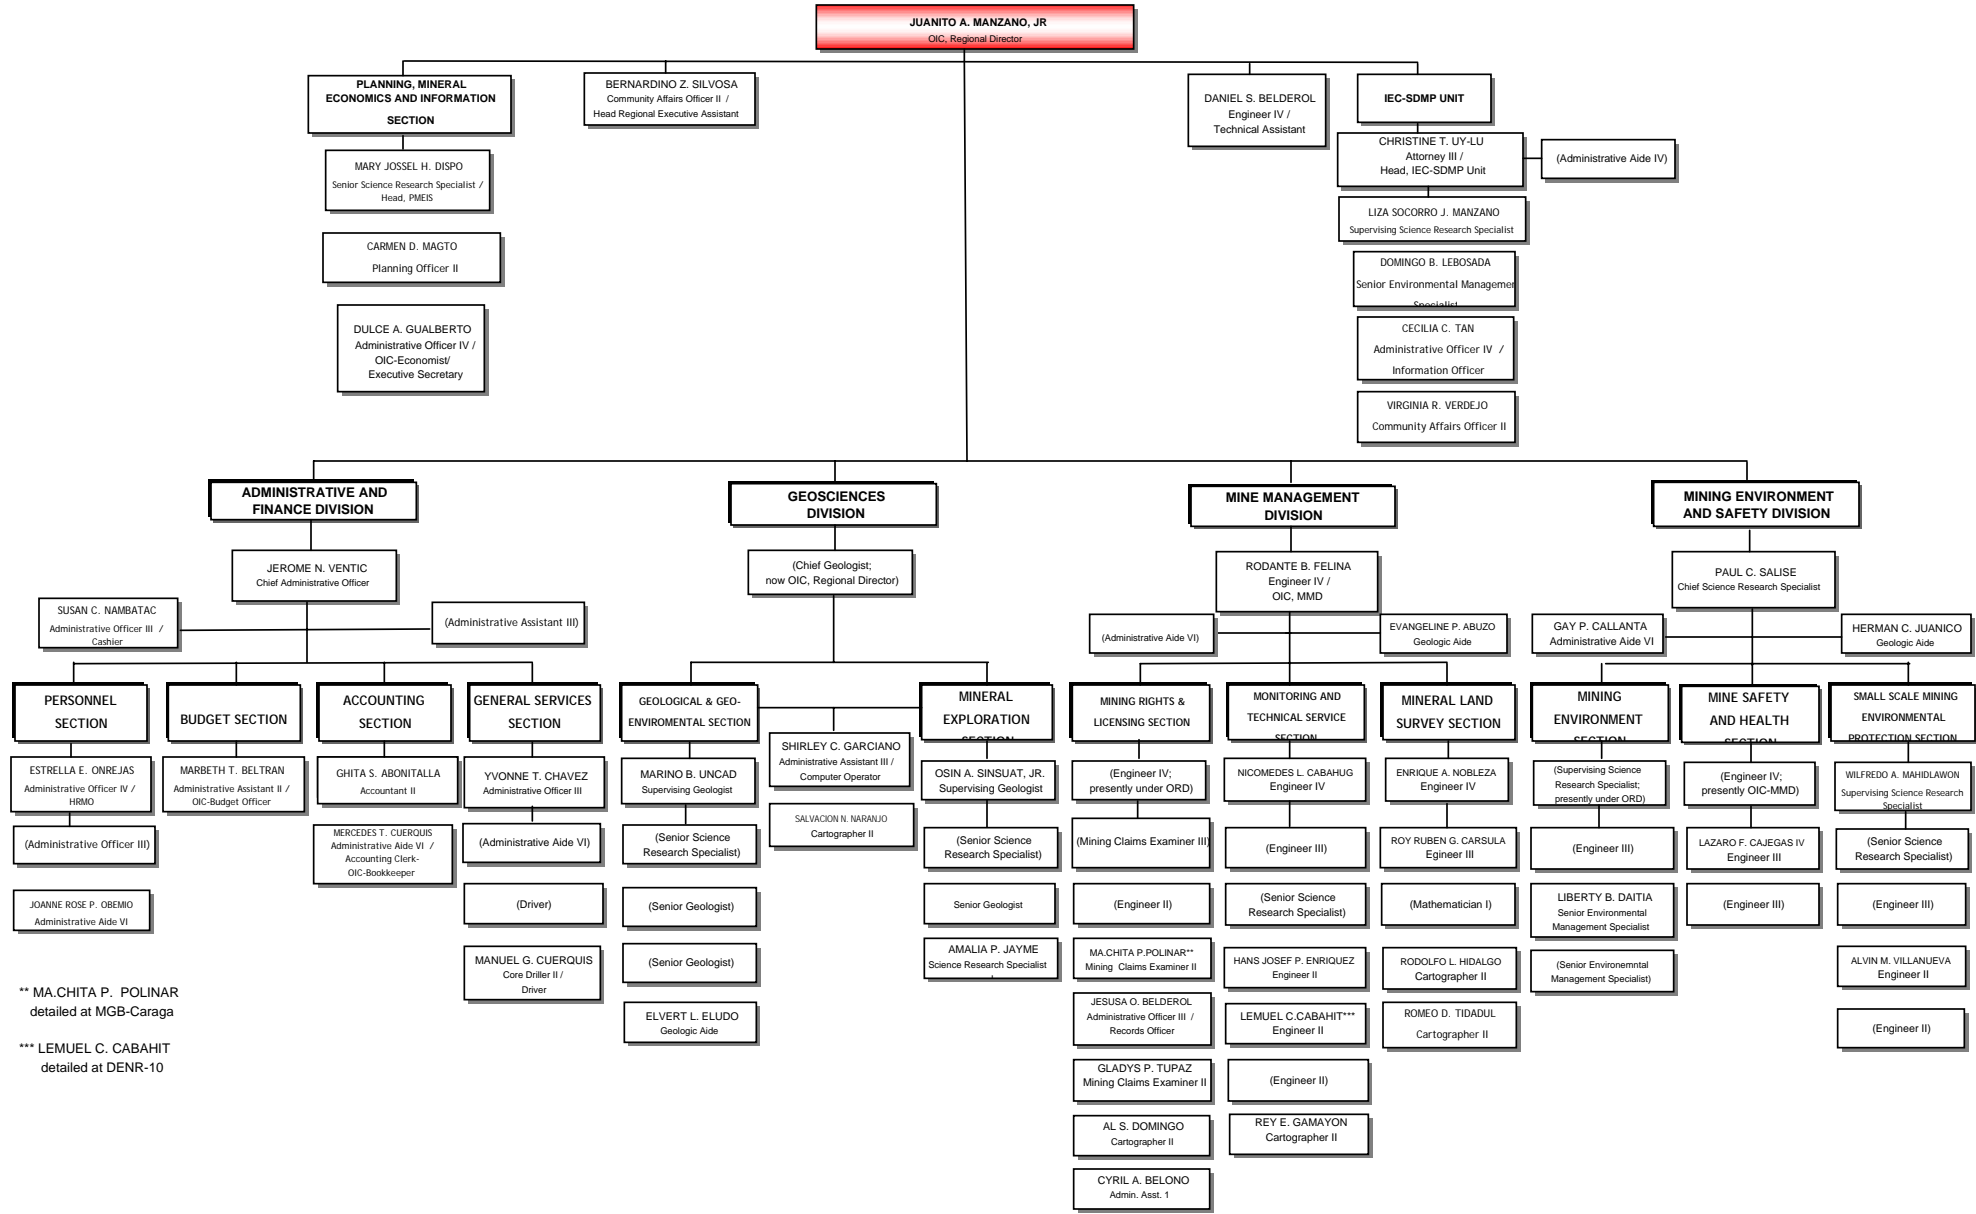 JUANITO A. MANZANO, JR
OIC, Regional Director
PLANNING, MINERAL
ECONOMICS AND INFORMATION
SECTION
BERNARDINO Z. SILVOSA
Community Affairs Officer II /
Head Regional Executive Assistant
DANIEL S. BELDEROL
Engineer IV /
Technical Assistant
IEC-SDMP UNIT
MARY JOSSEL H. DISPO
Senior Science Research Specialist /
Head, PMEIS
CARMEN D. MAGTO
Planning Officer II
DULCE A. GUALBERTO
Administrative Officer IV /
OIC-Economist/
Executive Secretary
CHRISTINE T. UY-LU
Attorney III /
Head, IEC-SDMP Unit
(Administrative Aide IV)
LIZA SOCORRO J. MANZANO
Supervising Science Research Specialist
DOMINGO B. LEBOSADA
Senior Environmental Managemen
Specialist
CECILIA C. TAN
Administrative Officer IV /
Information Officer
VIRGINIA R. VERDEJO
Community Affairs Officer II
ADMINISTRATIVE AND
FINANCE DIVISION
JEROME N. VENTIC
Chief Administrative Officer
SUSAN C. NAMBATAC
Administrative Officer III /
Cashier
(Administrative Assistant III)
PERSONNEL
SECTION
ESTRELLA E. ONREJAS
Administrative Officer IV /
HRMO
(Administrative Officer III)
JOANNE ROSE P. OBEMIO
Administrative Aide VI
BUDGET SECTION
MARBETH T. BELTRAN
Administrative Assistant II /
OIC-Budget Officer
ACCOUNTING
SECTION
GHITA S. ABONITALLA
Accountant II
MERCEDES T. CUERQUIS
Administrative Aide VI /
Accounting Clerk-
OIC-Bookkeeper
GENERAL SERVICES
SECTION
YVONNE T. CHAVEZ
Administrative Officer III
(Administrative Aide VI)
(Driver)
MANUEL G. CUERQUIS
Core Driller II /
Driver
GEOSCIENCES
DIVISION
(Chief Geologist;
now OIC, Regional Director)
GEOLOGICAL & GEO-
ENVIROMENTAL SECTION
MARINO B. UNCAD
Supervising Geologist
(Senior Science
Research Specialist)
(Senior Geologist)
(Senior Geologist)
ELVERT L. ELUDO
Geologic Aide
SHIRLEY C. GARCIANO
Administrative Assistant III /
Computer Operator
SALVACION N. NARANJO
Cartographer II
MINERAL
EXPLORATION
SECTION
OSIN A. SINSUAT, JR.
Supervising Geologist
(Senior Science
Research Specialist)
Senior Geologist
AMALIA P. JAYME
Science Research Specialist
MINE MANAGEMENT
DIVISION
RODANTE B. FELINA
Engineer IV /
OIC, MMD
(Administrative Aide VI)
EVANGELINE P. ABUZO
Geologic Aide
MINING RIGHTS &
LICENSING SECTION
(Engineer IV;
presently under ORD)
(Mining Claims Examiner III)
(Engineer II)
MA.CHITA P.POLINAR**
Mining Claims Examiner II
JESUSA O. BELDEROL
Administrative Officer III /
Records Officer
GLADYS P. TUPAZ
Mining Claims Examiner II
AL S. DOMINGO
Cartographer II
CYRIL A. BELONO
Admin. Asst. 1
MONITORING AND
TECHNICAL SERVICE
SECTION
NICOMEDES L. CABAHUG
Engineer IV
(Engineer III)
(Senior Science
Research Specialist)
HANS JOSEF P. ENRIQUEZ
Engineer II
LEMUEL C.CABAHIT***
Engineer II
(Engineer II)
REY E. GAMAYON
Cartographer II
MINERAL LAND
SURVEY SECTION
ENRIQUE A. NOBLEZA
Engineer IV
ROY RUBEN G. CARSULA
Egineer III
(Mathematician I)
RODOLFO L. HIDALGO
Cartographer II
ROMEO D. TIDADUL
Cartographer II
MINING ENVIRONMENT
AND SAFETY DIVISION
PAUL C. SALISE
Chief Science Research Specialist
GAY P. CALLANTA
Administrative Aide VI
HERMAN C. JUANICO
Geologic Aide
MINING
ENVIRONMENT
SECTION
(Supervising Science
Research Specialist;
presently under ORD)
(Engineer III)
LIBERTY B. DAITIA
Senior Environmental
Management Specialist
(Senior Environemntal
Management Specialist)
MINE SAFETY
AND HEALTH
SECTION
(Engineer IV;
presently OIC-MMD)
LAZARO F. CAJEGAS IV
Engineer III
(Engineer III)
SMALL SCALE MINING
ENVIRONMENTAL
PROTECTION SECTION
WILFREDO A. MAHIDLAWON
Supervising Science Research
Specialist
(Senior Science
Research Specialist)
(Engineer III)
ALVIN M. VILLANUEVA
Engineer II
(Engineer II)
** MA.CHITA P. POLINAR
detailed at MGB-Caraga
*** LEMUEL C. CABAHIT
detailed at DENR-10